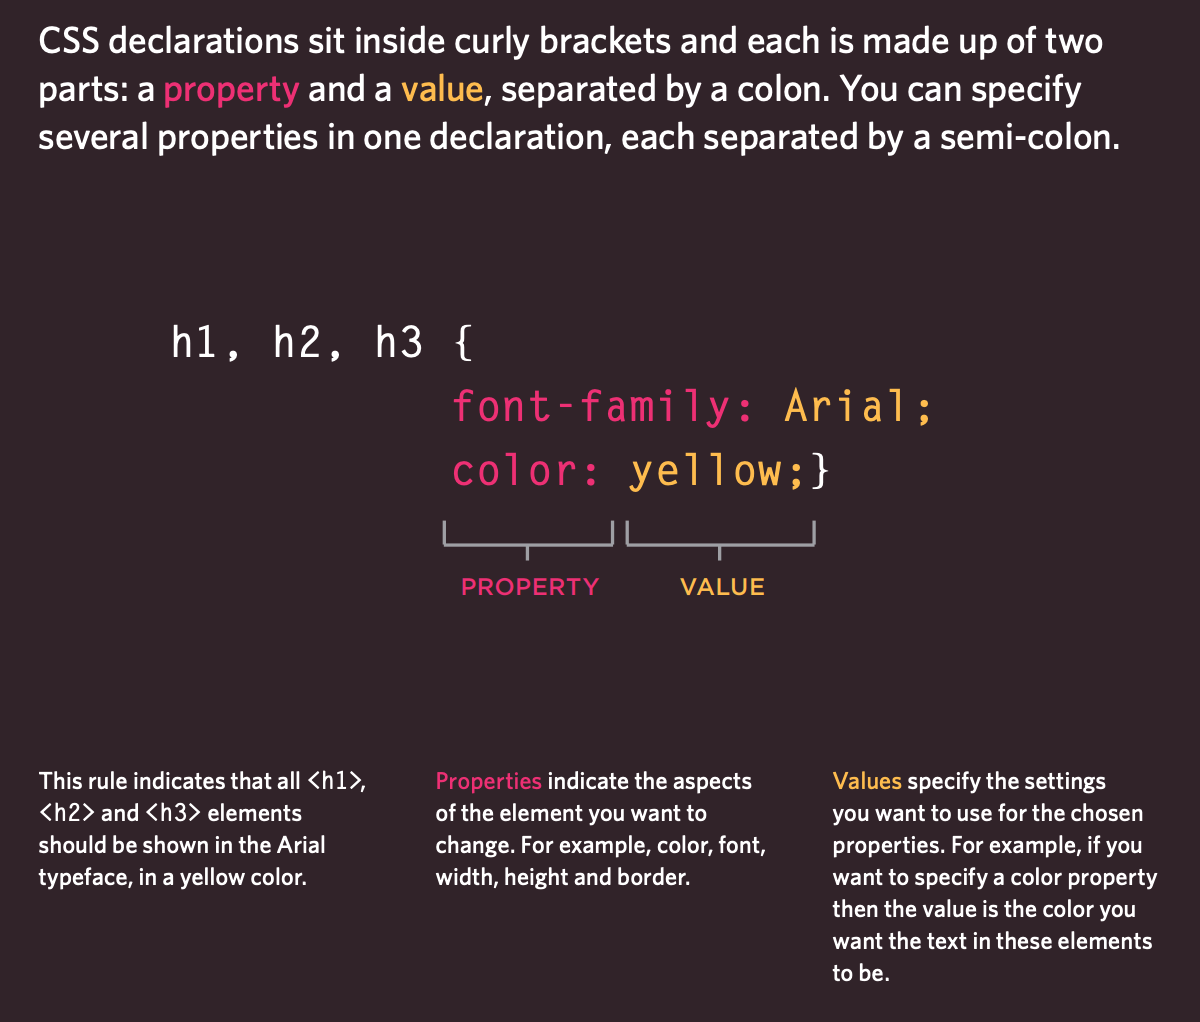 CSS declarations sit inside curly brackets and each is made up of two
parts: a property and a value, separated by a colon. You can specify
several properties in one declaration, each separated by a semi-colon.
h1, h2, h3 {
font-family: Arial;
color: yellow;}
PROPERTY VALUE
This rule indicates that all <h1>,
<h2> and <h3> elements
should be shown in the Arial
typeface, in a yellow color.
Properties indicate the aspects
of the element you want to
change. For example, color, font,
width, height and border.
Values specify the settings
you want to use for the chosen
properties. For example, if you
want to specify a color property
then the value is the color you
want the text in these elements
to be.